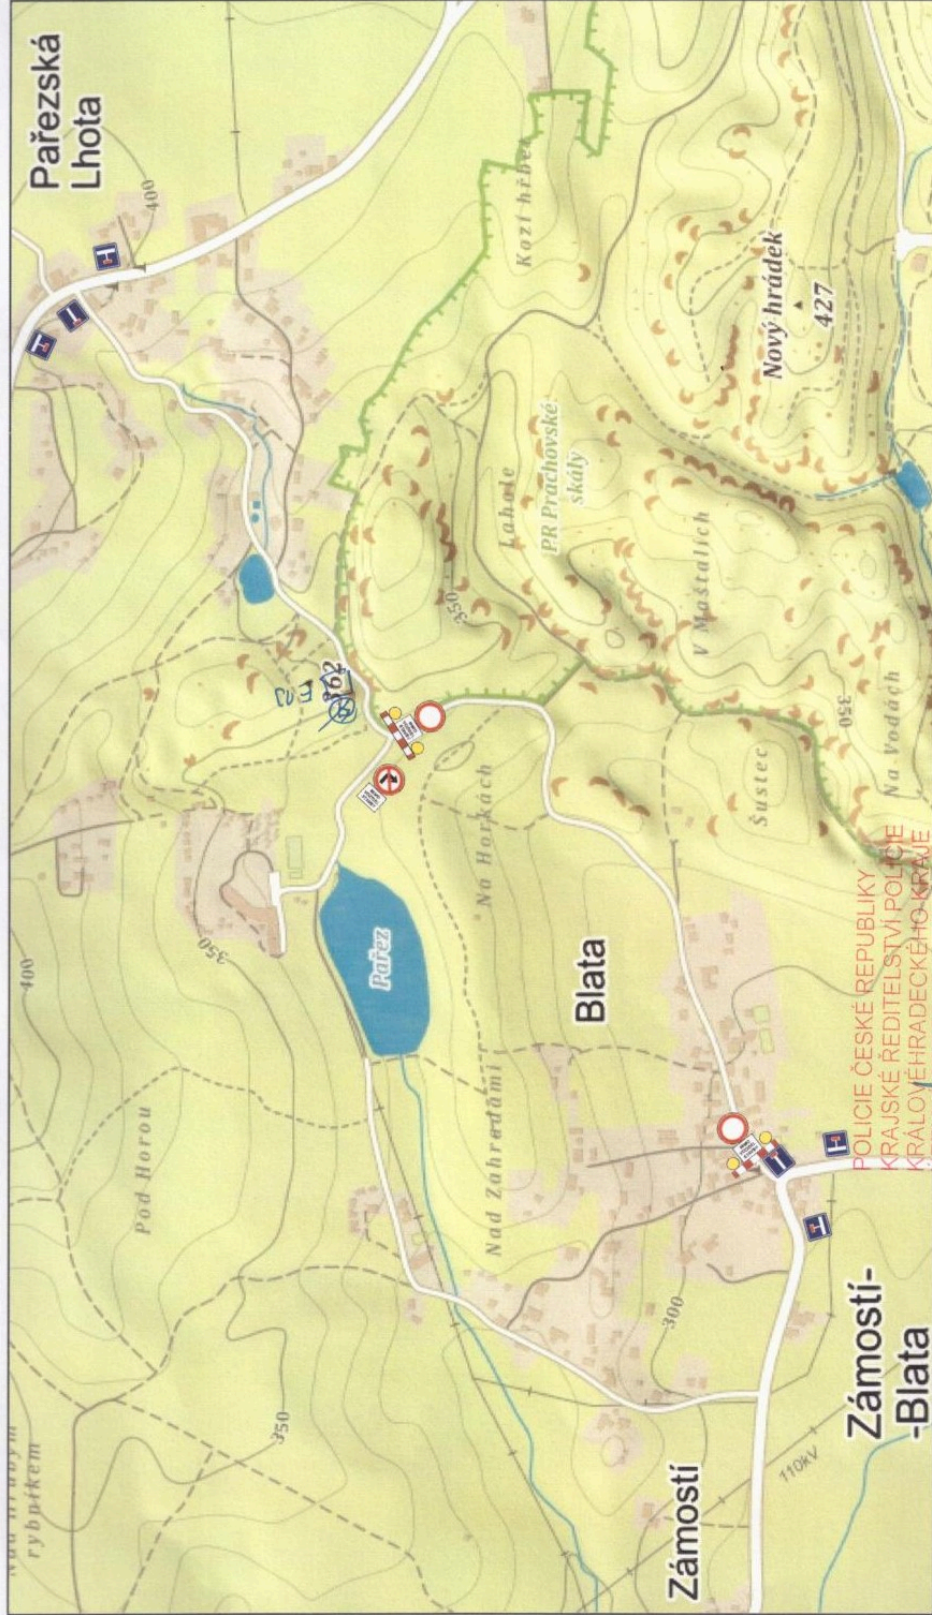 Pařezská
Lhota
400
Kozí hřbet
Nový hrádek
427
PR Prachovské
skály
Lahole
350
V Maštalích
362
E13
350
Na Vodách
Šustec
Na Horkách
Pařez
Blata
350
400
Pod Horou
Nad Zahradami
300
350
rybníkem
Zámostí
110kV
Zámostí-
-Blata
POLICIE ČESKÉ REPUBLIKY
KRAJSKÉ ŘEDITELSTVÍ POLICIE
KRÁLOVÉHRADECKÉHO KRAJE